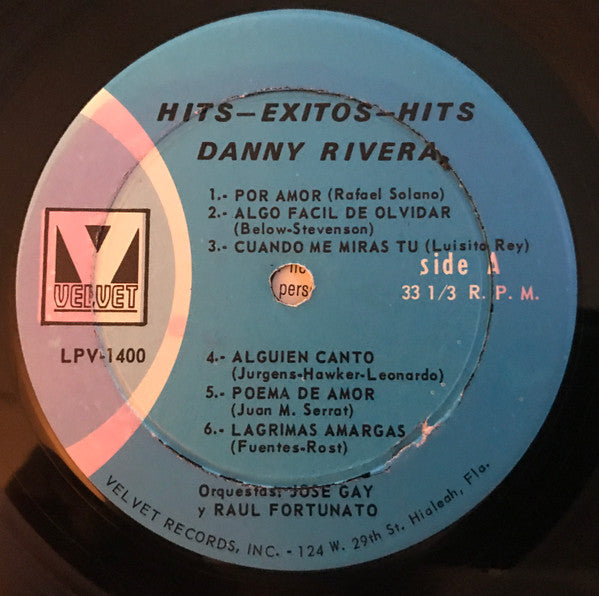 HITS-EXITOS-HITS
DANNY RIVERA
1.- POR AMOR (Rafael Solano)
2.- ALGO FACIL DE OLVIDAR
(Below-Stevenson)
3.- CUANDO ME MIRAS TU (Luisito Rey)
side A
33 1/3 R. P. M.
pers
V
VELVET
LPV-1400
4.- ALGUIEN CANTO
(Jurgens-Hawker-Leonardo)
5.- POEMA DE AMOR
(Juan M. Serrat)
6.- LAGRIMAS AMARGAS
(Fuentes-Rost)
Orquestas: JOSE GAY
y RAUL FORTUNATO
VELVET RECORDS, INC. - 124 W. 29th St. Hialeah, Fla.